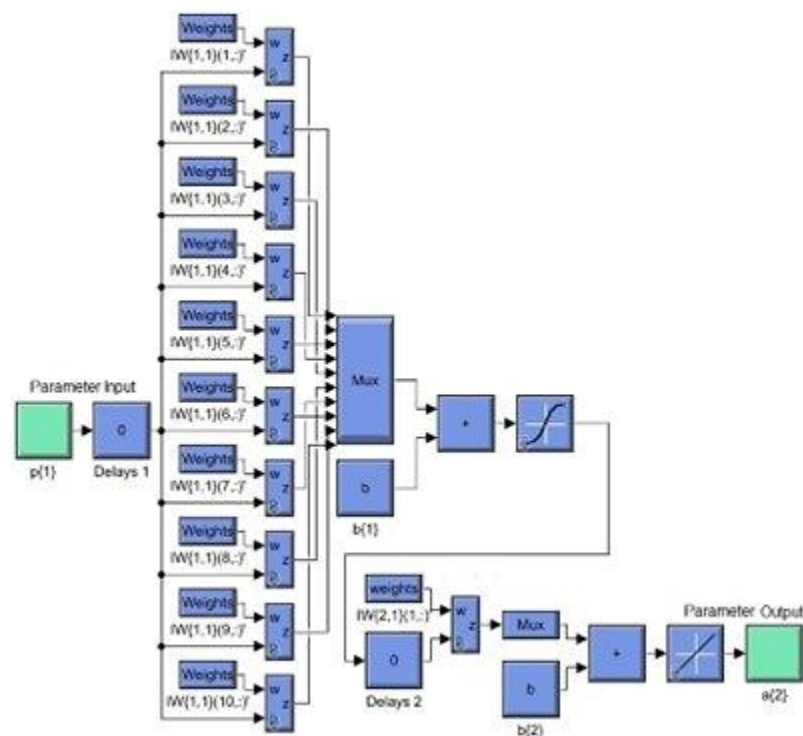 Weights
w
z
p
IW{1,1}(1,:)'
Weights
w
z
p
IW{1,1}(2,:)'
Weights
w
z
p
IW{1,1}(3,:)'
Weights
w
z
p
IW{1,1}(4,:)'
Weights
w
z
p
IW{1,1}(5,:)'
Mux
Parameter Input
Weights
w
z
p
IW{1,1}(6,:)'
0
+
p{1}
Delays 1
Weights
w
z
p
IW{1,1}(7,:)'
b
b{1}
Weights
w
z
p
IW{1,1}(8,:)'
weights
w
z
p
IW{2,1}(1,:)'
Weights
w
z
p
IW{1,1}(9,:)'
Mux
Parameter Output
0
+
Delays 2
b
b{2}
a{2}
Weights
w
z
p
IW{1,1}(10,:)'